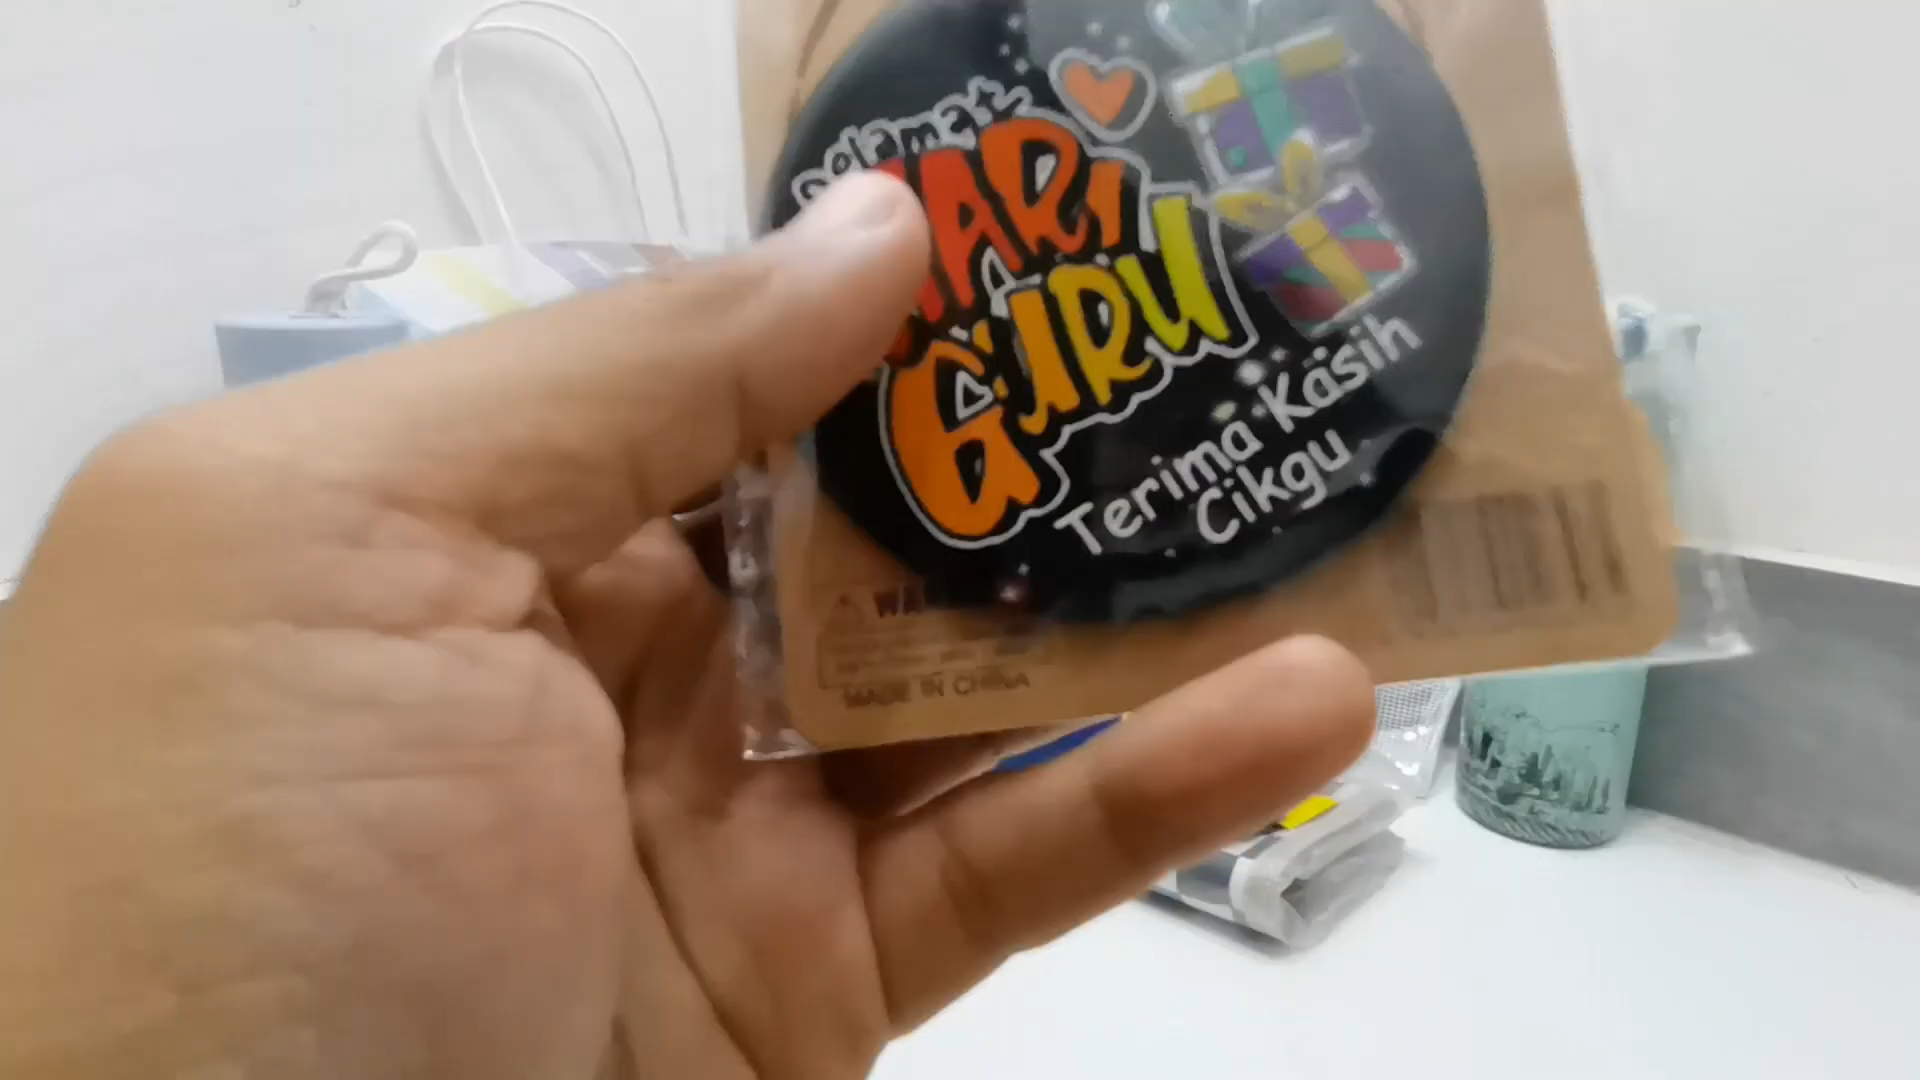 Selamat
HARI
GURU
Terima Kasih
Cikgu
MADE IN CHINA